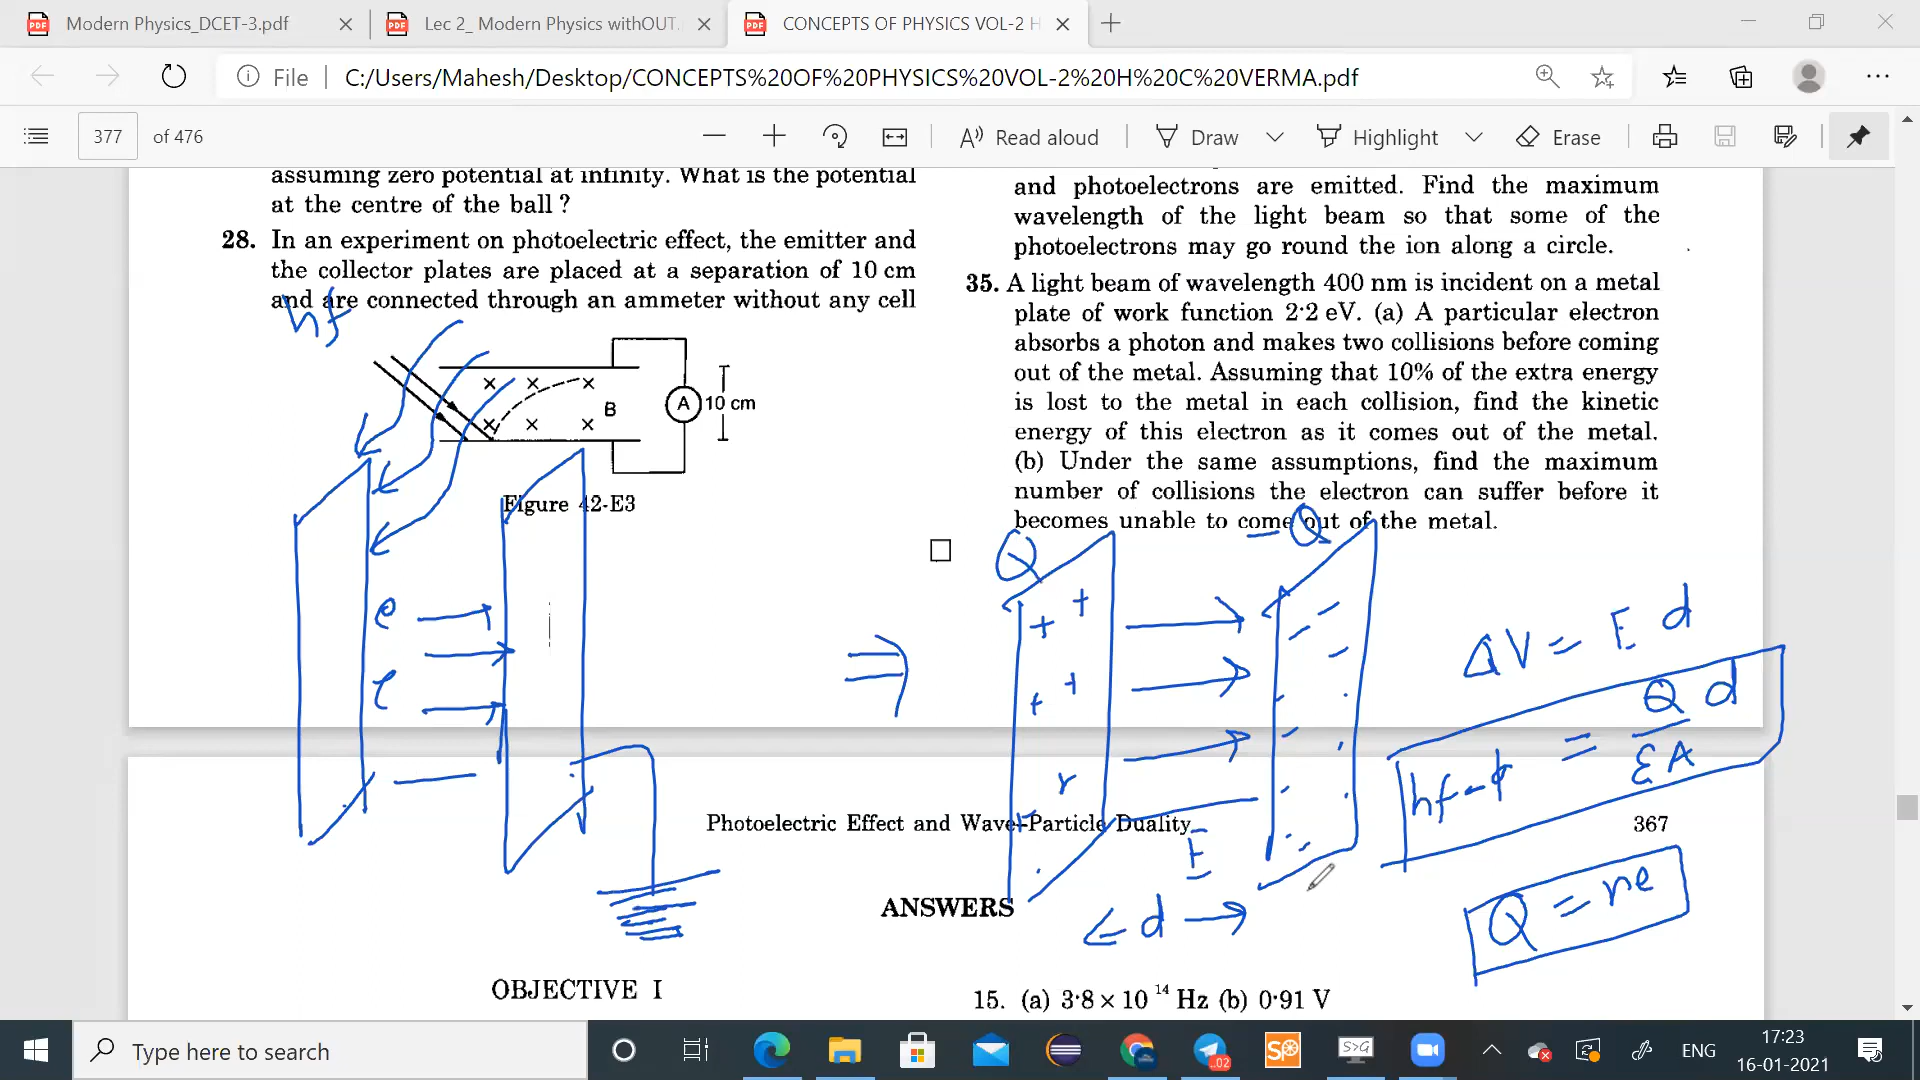 Modern Physics_DCET-3.pdf
Lec 2_ Modern Physics withOUT.
CONCEPTS OF PHYSICS VOL-2 H
File
C:/Users/Mahesh/Desktop/CONCEPTS%20OF%20PHYSICS%20VOL-2%20H%20C%20VERMA.pdf
377 of 476
Read aloud
Draw
Highlight
Erase
assuming zero potential at infinity. What is the potential
at the centre of the ball ?
28. In an experiment on photoelectric effect, the emitter and
the collector plates are placed at a separation of 10 cm
and are connected through an ammeter without any cell
hf
B
A
10 cm
Figure 42-E3
e
e
and photoelectrons are emitted. Find the maximum
wavelength of the light beam so that some of the
photoelectrons may go round the ion along a circle.
35. A light beam of wavelength 400 nm is incident on a metal
plate of work function 2·2 eV. (a) A particular electron
absorbs a photon and makes two collisions before coming
out of the metal. Assuming that 10% of the extra energy
is lost to the metal in each collision, find the kinetic
energy of this electron as it comes out of the metal.
(b) Under the same assumptions, find the maximum
number of collisions the electron can suffer before it
becomes unable to come out of the metal.
Q
-Q
ΔV = E d
hf-ϕ = Q d
εA
E
d
Q = ne
Photoelectric Effect and Wave–Particle Duality
367
ANSWERS
OBJECTIVE I
15. (a) 3·8 × 10 14 Hz (b) 0·91 V
Type here to search
..02
S>G
ENG
17:23
16-01-2021